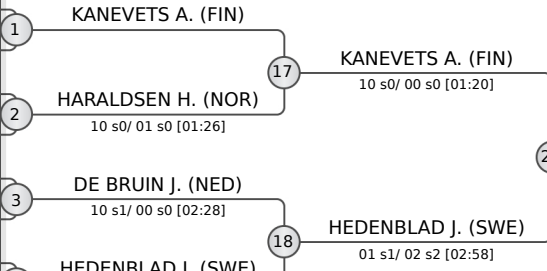 KANEVETS A. (FIN)
1
17
KANEVETS A. (FIN)
10 s0/ 00 s0 [01:20]
HARALDSEN H. (NOR)
2
10 s0/ 01 s0 [01:26]
DE BRUIN J. (NED)
3
10 s1/ 00 s0 [02:28]
18
HEDENBLAD J. (SWE)
01 s1/ 02 s2 [02:58]
HEDENBLAD J. (SWE)